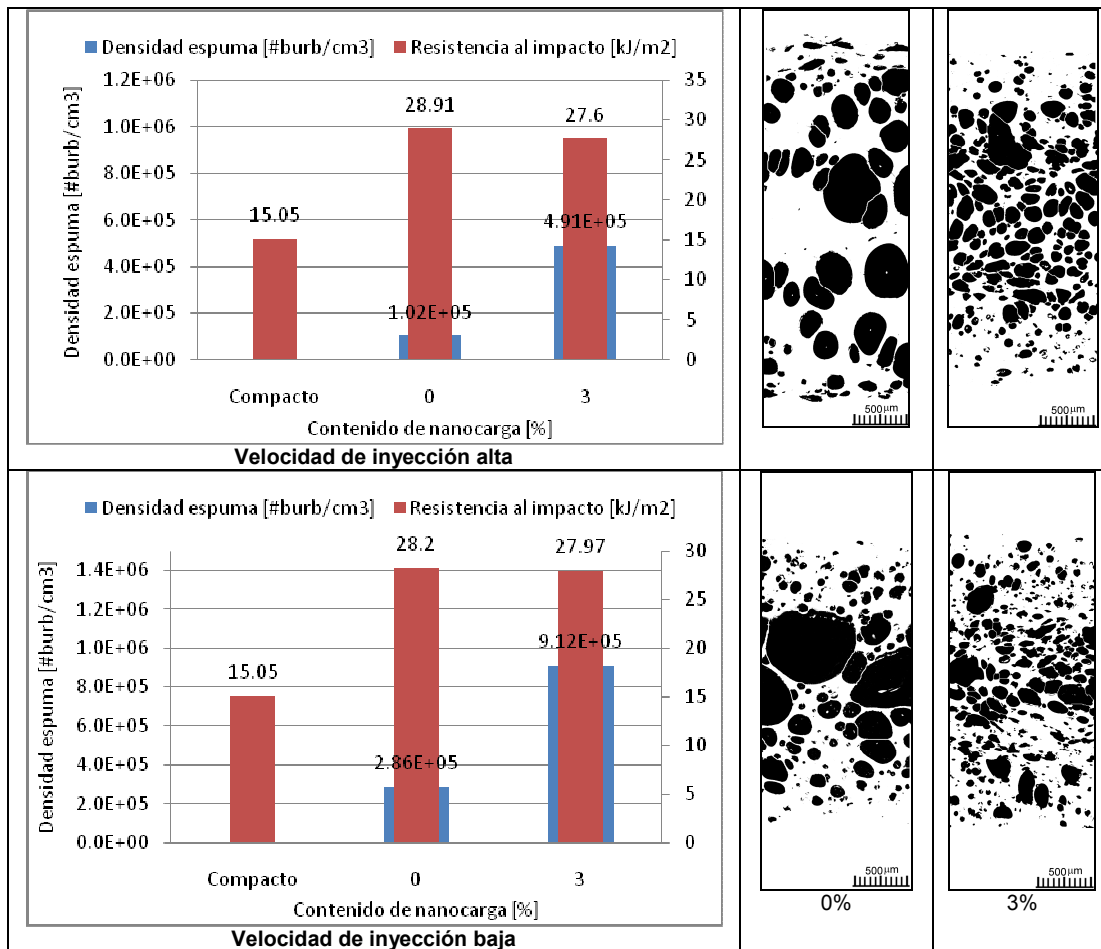 Densidad espuma [#burb/cm3] Resistencia al impacto [kJ/m2]
1.2E+06
1.0E+06
8.0E+05
6.0E+05
4.0E+05
2.0E+05
0.0E+00
Densidad espuma [#burb/cm3]
35
30
25
20
15
10
5
0
15.05
28.91
27.6
1.02E+05
4.91E+05
Compacto 0 3
Contenido de nanocarga [%]
Velocidad de inyección alta
500µm
500µm
Densidad espuma [#burb/cm3] Resistencia al impacto [kJ/m2]
1.4E+06
1.2E+06
1.0E+06
8.0E+05
6.0E+05
4.0E+05
2.0E+05
0.0E+00
Densidad espuma [#burb/cm3]
30
25
20
15
10
5
0
15.05
28.2
27.97
2.86E+05
9.12E+05
Compacto 0 3
Contenido de nanocarga [%]
Velocidad de inyección baja
500µm
500µm
0%
3%